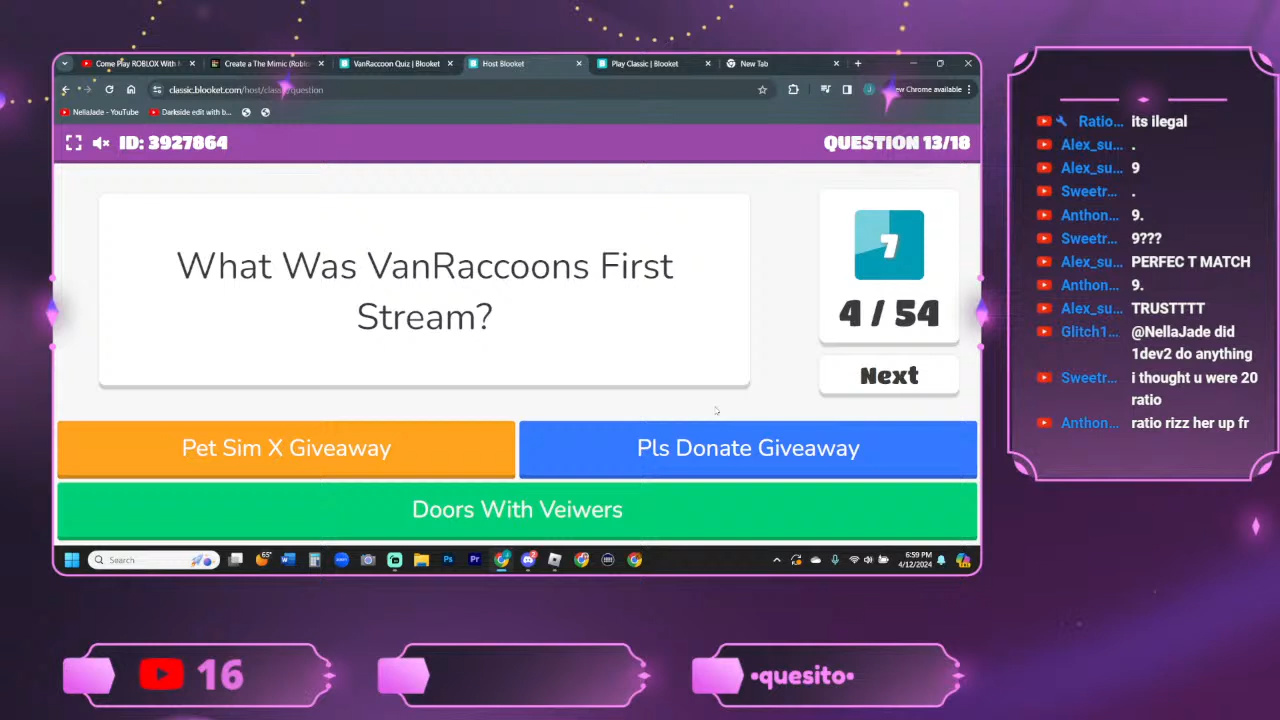 Come Play ROBLOX With
Create a The Mimic (Roblo
VanRaccoon Quiz | Blooket
Host Blooket
Play Classic | Blooket
New Tab
classic.blooket.com/host/classic/question
New Chrome available
NellaJade - YouTube
Darkside edit with b...
ID: 3927864
QUESTION 13/18
What Was VanRaccoons First
Stream?
7
4 / 54
Next
Pet Sim X Giveaway
Pls Donate Giveaway
Doors With Veiwers
Search
65°
6:59 PM
4/12/2024
Ratio... its ilegal
Alex_su... .
Alex_su... 9
Sweetr... .
Anthon... 9.
Sweetr... 9???
Alex_su... PERFEC T MATCH
Anthon... 9.
Alex_su... TRUSTTTT
Glitch1... @NellaJade did
1dev2 do anything
Sweetr... i thought u were 20
ratio
Anthon... ratio rizz her up fr
16
•quesito•